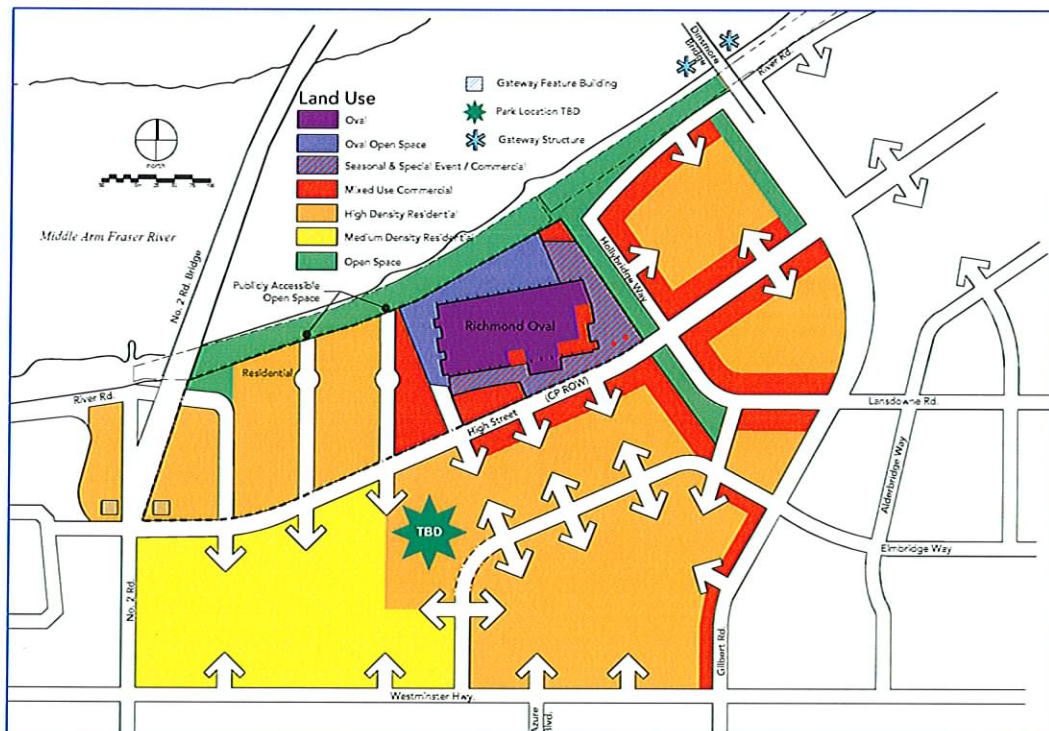 Dinsmore
Bridge
River Rd.
Gateway Feature Building
Park Location TBD
Gateway Structure
Land Use
Oval
Oval Open Space
Seasonal & Special Event / Commercial
Mixed Use Commercial
High Density Residential
Medium Density Residential
Open Space
north
Middle Arm Fraser River
No. 2 Rd. Bridge
Publicly Accessible
Open Space
Hollybridge Way
Richmond Oval
Residential
River Rd.
High Street
(CP ROW)
Lansdowne Rd.
Alderbridge Way
TBD
Elmbridge Way
No. 2 Rd.
Gilbert Rd.
Westminster Hwy.
Azure
Blvd.